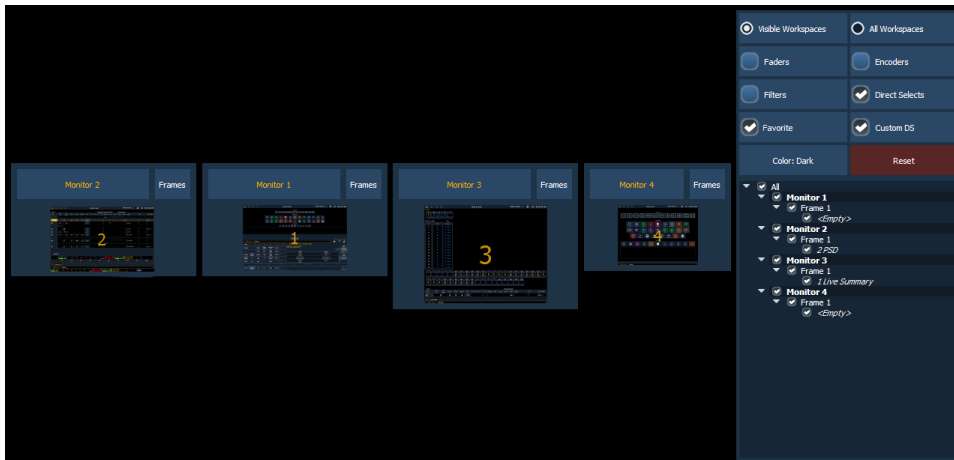 Visible Workspaces
All Workspaces
Faders
Encoders
Filters
Direct Selects
Favorite
Custom DS
Color: Dark
Reset
Monitor 2
Frames
Monitor 1
Frames
Monitor 3
Frames
Monitor 4
Frames
2
1
3
4
All
Monitor 1
Frame 1
<Empty>
Monitor 2
Frame 1
2 PSD
Monitor 3
Frame 1
1 Live Summary
Monitor 4
Frame 1
<Empty>